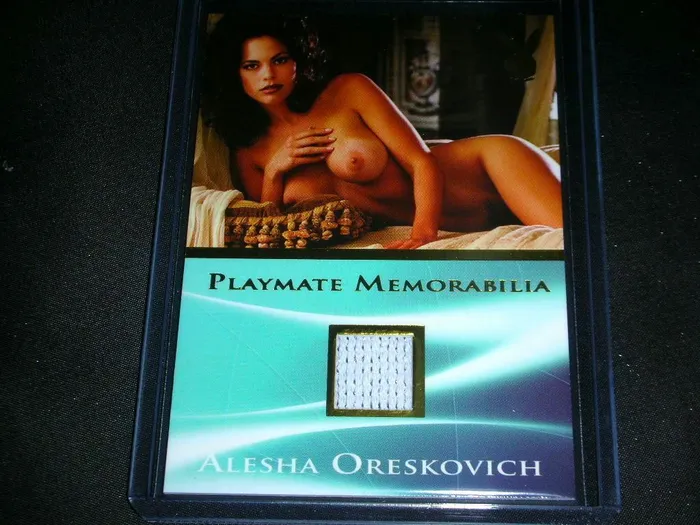 PLAYMATE MEMORABILIA
ALESHA ORESKOVICH